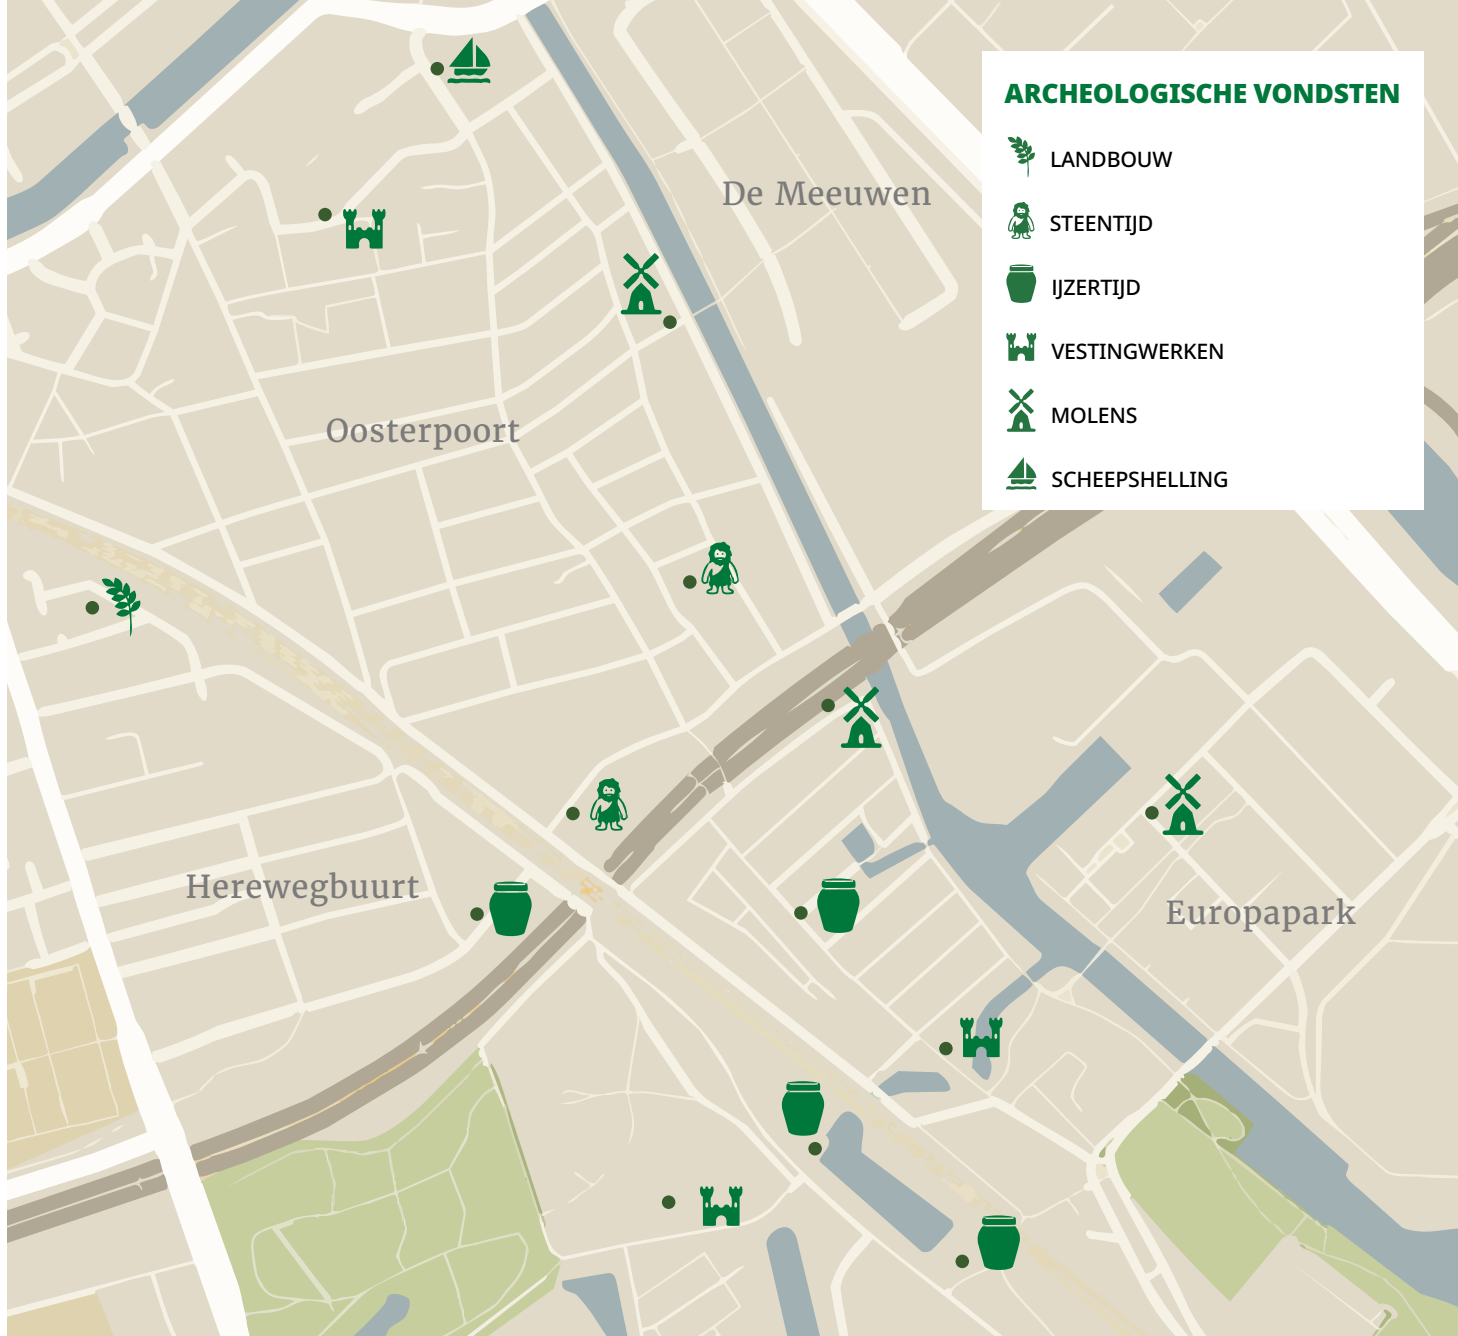 ARCHEOLOGISCHE VONDSTEN
LANDBOUW
STEENTIJD
IJZERTIJD
VESTINGWERKEN
MOLENS
SCHEEPSHELLING
De Meeuwen
Oosterpoort
Herewegbuurt
Europapark